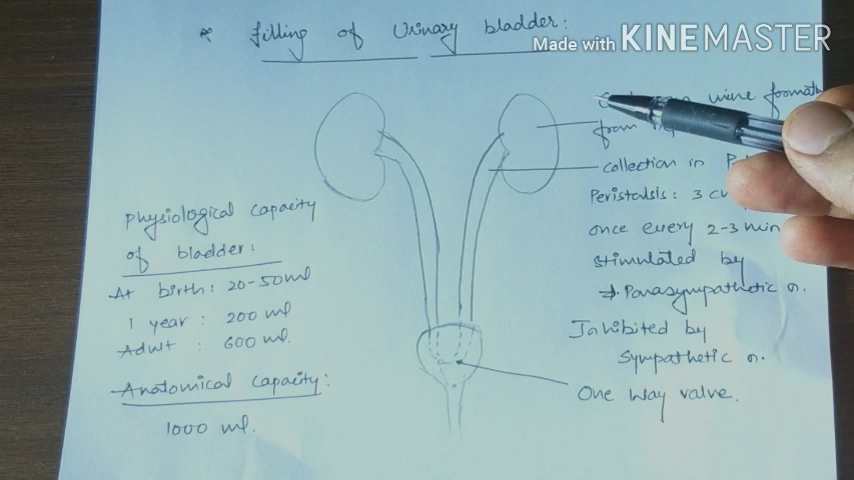 * Filling of Urinary bladder:
Made with KINEMASTER
urine formati
from
collection in P
Peristalsis: 3 c
once every 2-3 min
stimulated by
→ Parasympathetic n.
Inhibited by
Sympathetic n.
One way valve.
Physiological capacity
of bladder:
At birth: 20-50ml
1 year: 200 ml
Adult: 600 ml.
Anatomical capacity:
1000 ml.